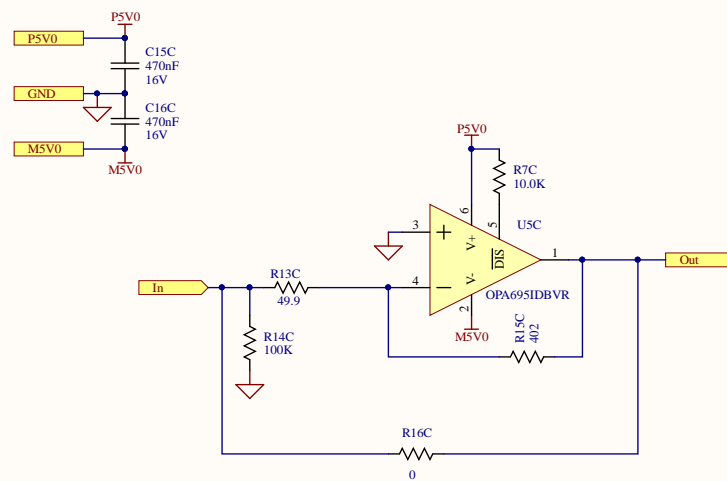 P5V0
P5V0
C15C
470nF
16V
GND
C16C
470nF
16V
M5V0
M5V0
P5V0
R7C
10.0K
6
5
3
U5C
V+
DIS
1
Out
In
R13C
49.9
4
V-
OPA695IDBVR
2
M5V0
R14C
100K
R15C
402
R16C
0